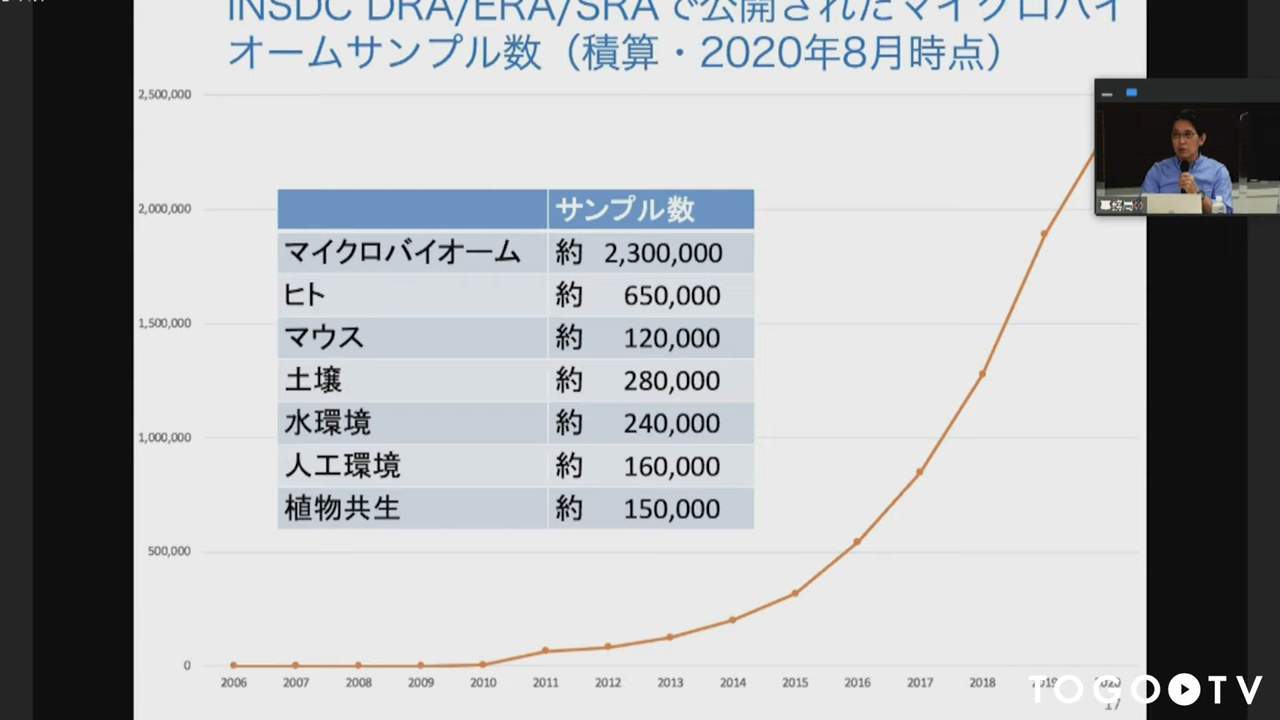 INSDC DRA/ERA/SRAで公開されたマイクロバイ
オームサンプル数（積算・2020年8月時点）
2,500,000
2,000,000
1,500,000
1,000,000
500,000
0
サンプル数
マイクロバイオーム 約 2,300,000
ヒト 約 650,000
マウス 約 120,000
土壌 約 280,000
水環境 約 240,000
人工環境 約 160,000
植物共生 約 150,000
2006 2007 2008 2009 2010 2011 2012 2013 2014 2015 2016 2017 2018 2019 2020
TOGO TV
17